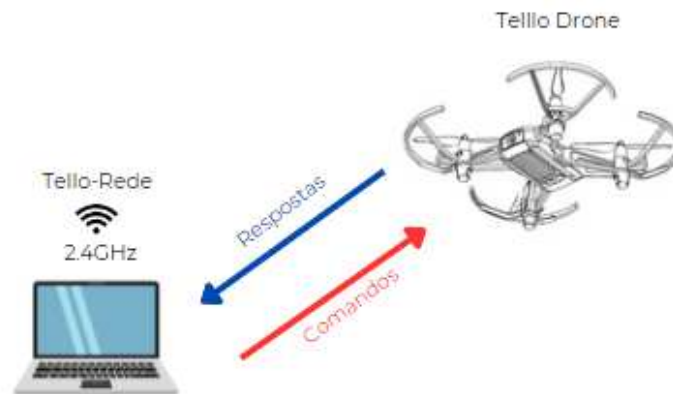 Telllo Drone
Tello-Rede
2.4GHz
Respostas
Comandos